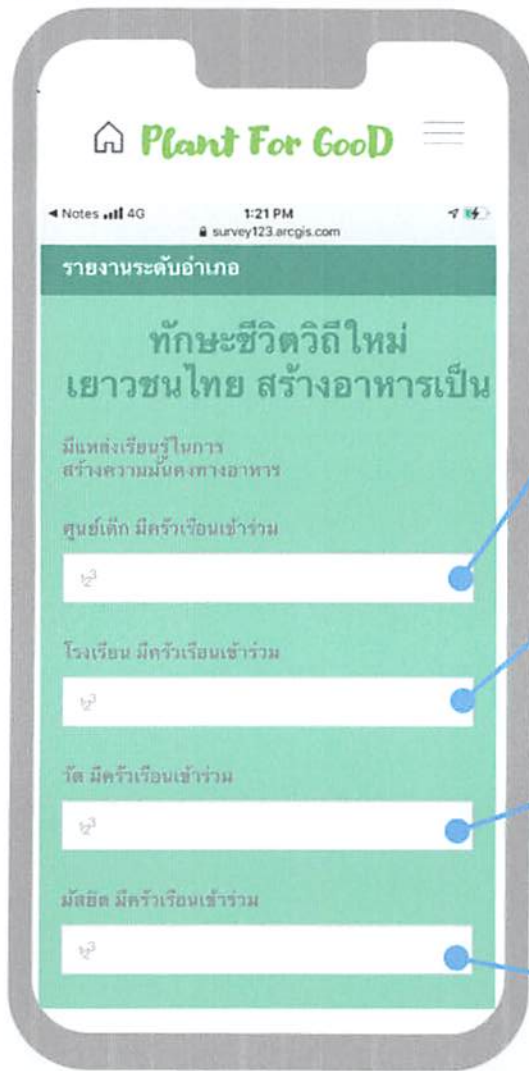 Plant For GooD
Notes 4G 1:21 PM
survey123.arcgis.com
รายงานระดับอำเภอ
ทักษะชีวิตวิถีใหม่
เยาวชนไทย สร้างอาหารเป็น
มีแหล่งเรียนรู้ในการ
สร้างความมั่นคงทางอาหาร
ศูนย์เด็ก มีครัวเรือนเข้าร่วม
123
โรงเรียน มีครัวเรือนเข้าร่วม
123
วัด มีครัวเรือนเข้าร่วม
123
มัสยิด มีครัวเรือนเข้าร่วม
123